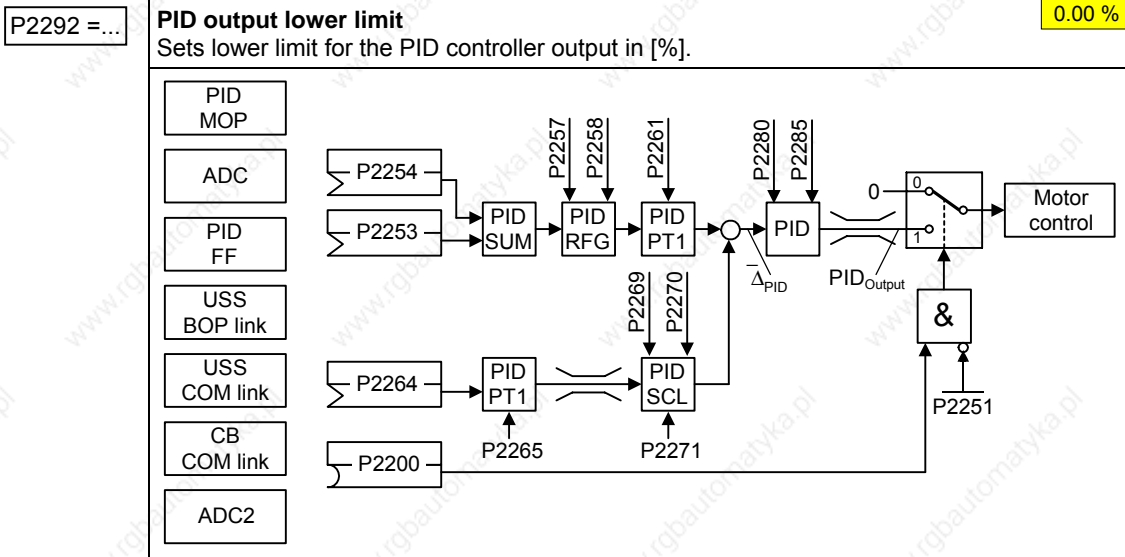 P2292 =...
PID output lower limit
0.00 %
Sets lower limit for the PID controller output in [%].
PID
MOP
ADC
PID
FF
USS
BOP link
USS
COM link
CB
COM link
ADC2
P2254
P2253
P2264
P2200
PID
SUM
P2257
P2258
PID
RFG
P2261
PID
PT1
P2280
P2285
PID
Δ PID
PID Output
0
0
1
Motor
control
&
P2251
PID
PT1
P2265
P2269
P2270
PID
SCL
P2271
www.rgbautomatyka.pl